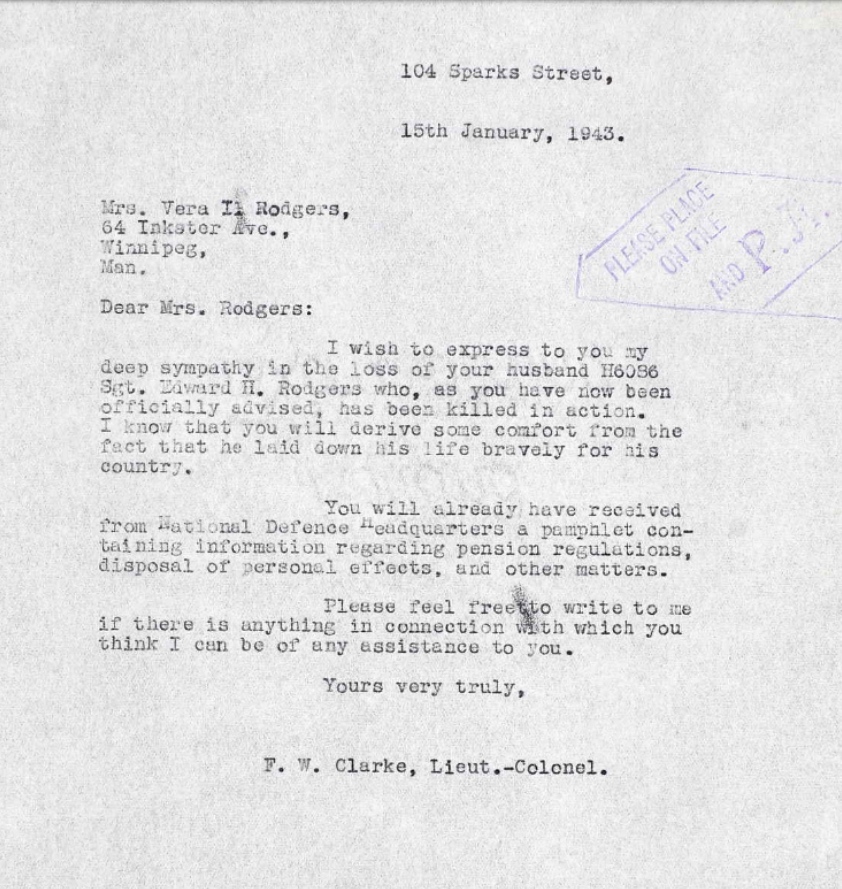 104 Sparks Street,
15th January, 1943.
PLEASE PLACE
ON FILE
AND P.
Mrs. Vera Rodgers,
64 Inkster Ave.,
Winnipeg,
Man.
Dear Mrs. Rodgers:
I wish to express to you my
deep sympathy in the loss of your husband H6086
Sgt. Edward H. Rodgers who, as you have now been
officially advised, has been killed in action.
I know that you will derive some comfort from the
fact that he laid down his life bravely for his
country.
You will already have received
from National Defence Headquarters a pamphlet con-
taining information regarding pension regulations,
disposal of personal effects, and other matters.
Please feel free to write to me
if there is anything in connection with which you
think I can be of any assistance to you.
Yours very truly,
F. W. Clarke, Lieut.-Colonel.